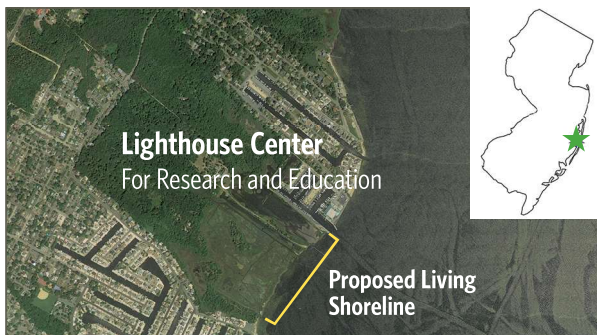 Lighthouse Center
For Research and Education
Proposed Living
Shoreline